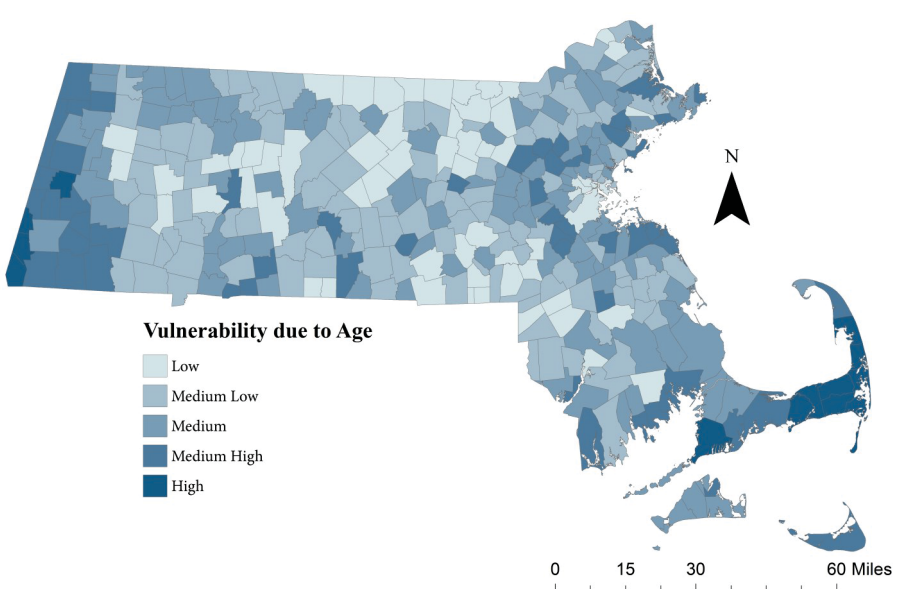 N
Vulnerability due to Age
Low
Medium Low
Medium
Medium High
High
0 15 30 60 Miles